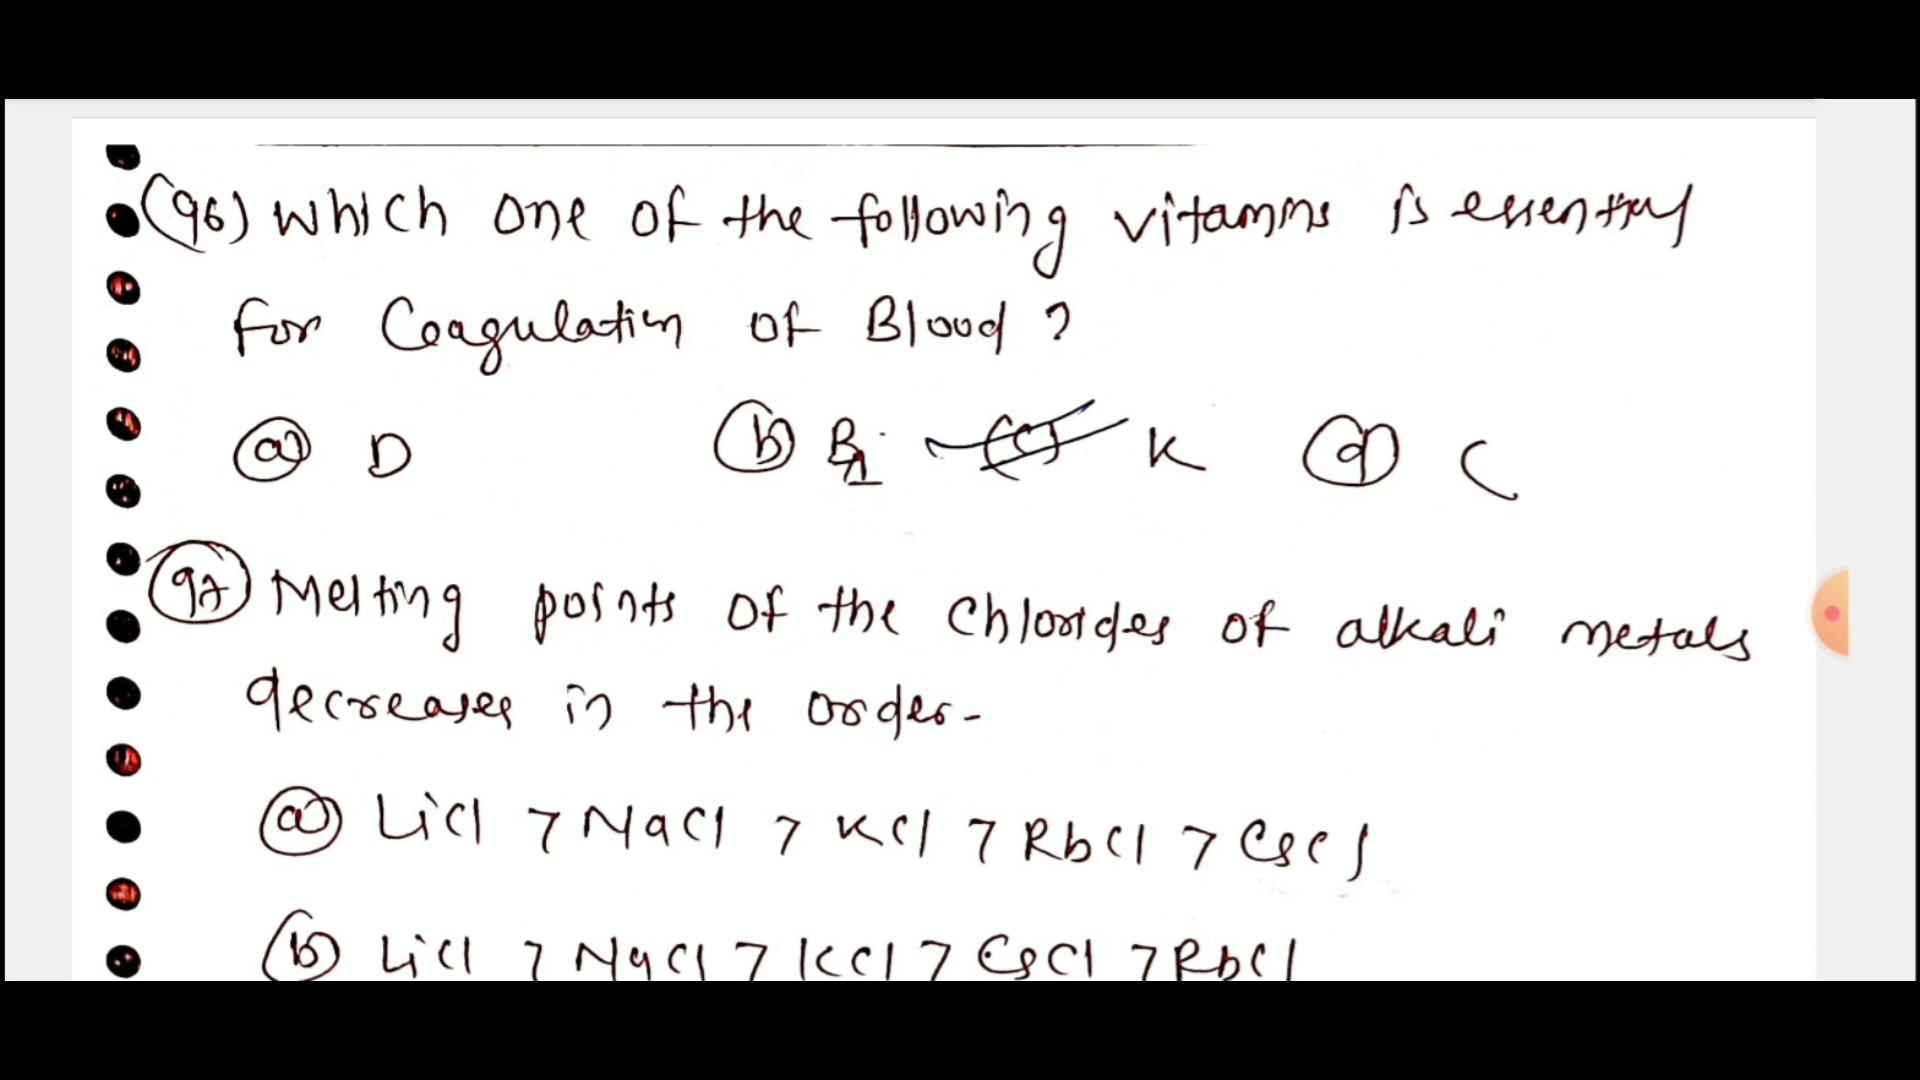 (96) Which one of the following vitamins is essential
for Coagulation of Blood ?
(a) D (b) B1 (c) K (d) C
(97) Melting points of the Chlorides of alkali metals
decreases in the order-
(a) LiCl > NaCl > KCl > RbCl > CsCl
(b) LiCl > NaCl > KCl > CsCl > RbCl